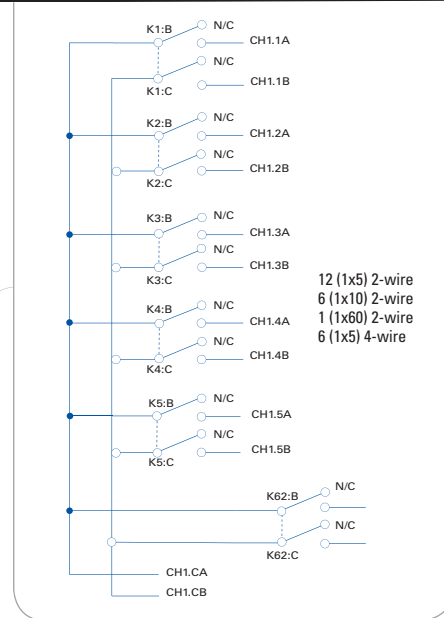 K1:B N/C
CH1.1A
N/C
K1:C CH1.1B
K2:B N/C
CH1.2A
N/C
CH1.2B
K2:C
K3:B N/C
CH1.3A
N/C
CH1.3B
K3:C
12 (1x5) 2-wire
6 (1x10) 2-wire
1 (1x60) 2-wire
6 (1x5) 4-wire
K4:B N/C
CH1.4A
N/C
CH1.4B
K4:C
K5:B N/C
CH1.5A
N/C
CH1.5B
K5:C
N/C
K62:B
N/C
K62:C
CH1.CA
CH1.CB